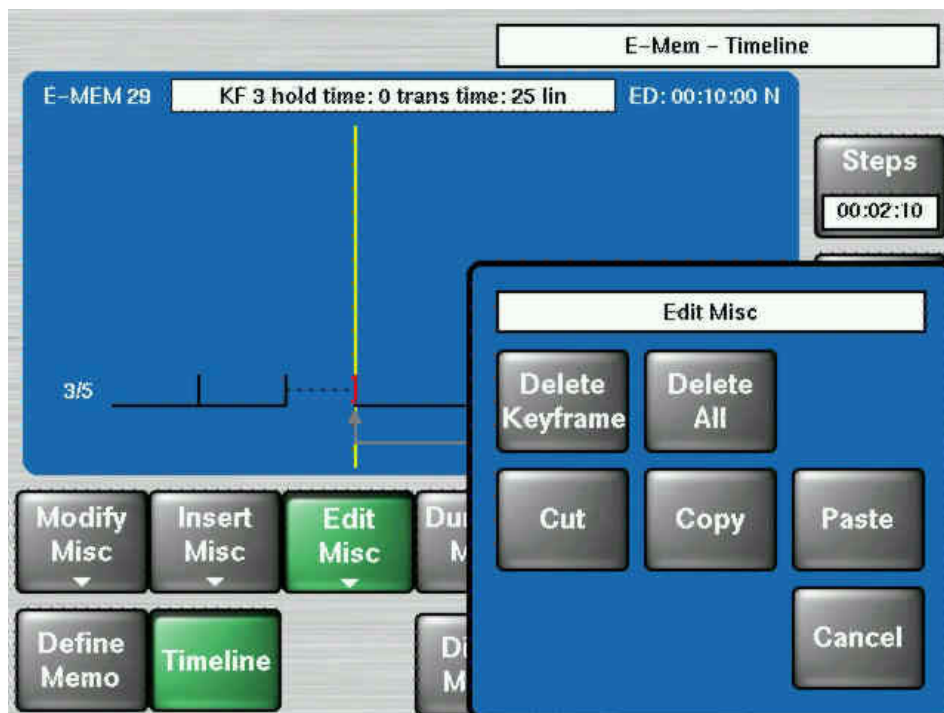 E-Mem - Timeline
E-MEM 29
KF 3 hold time: 0 trans time: 25 lin
ED: 00:10:00 N
Steps
00:02:10
Edit Misc
Delete
Keyframe
Delete
All
3/5
Cut
Copy
Paste
Cancel
Modify
Misc
Insert
Misc
Edit
Misc
Define
Memo
Timeline